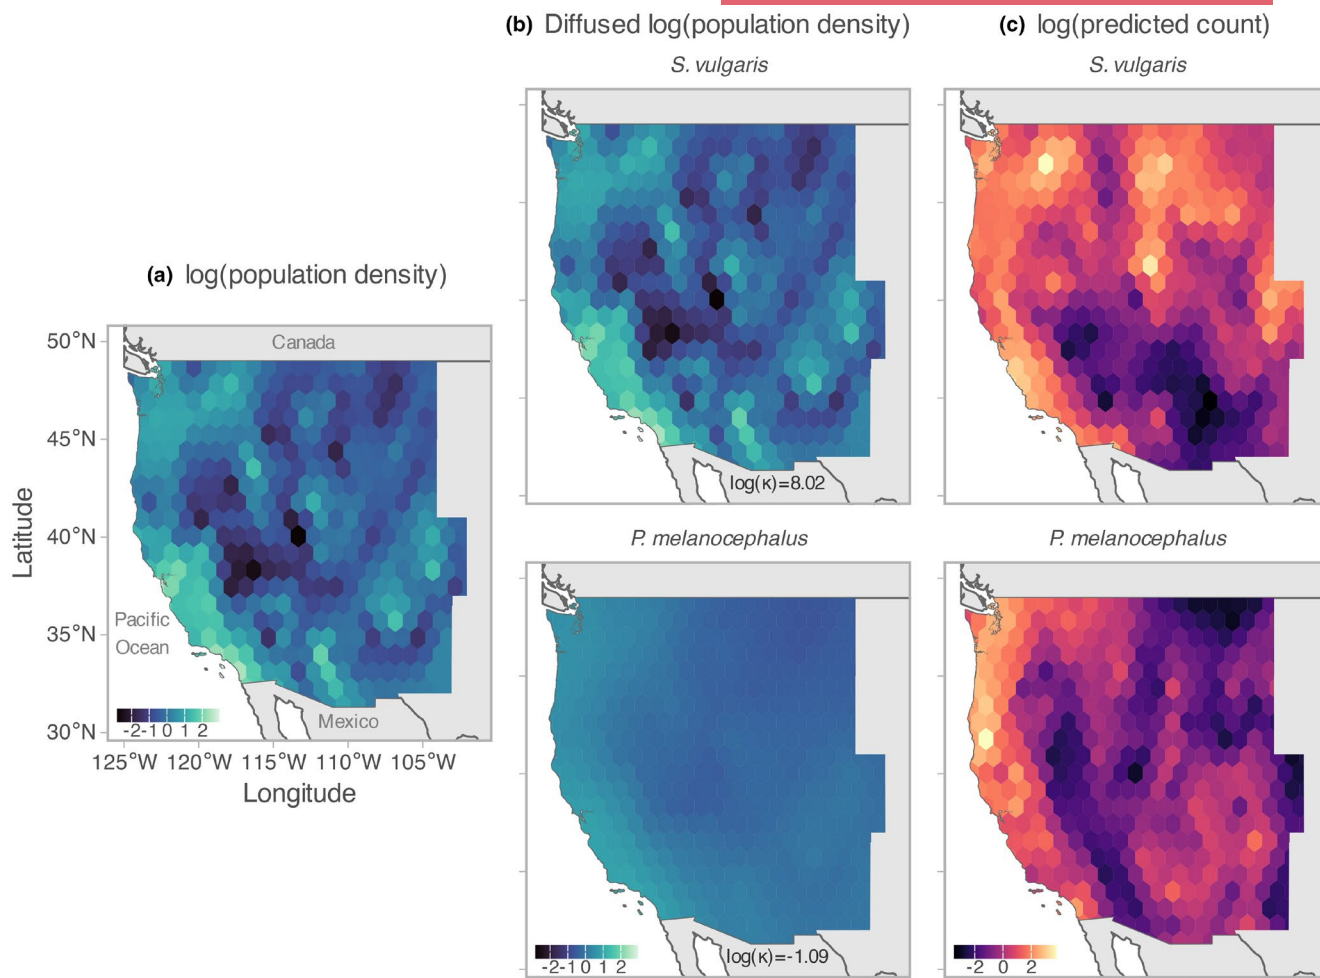 (b) Diffused log(population density)
(c) log(predicted count)
S. vulgaris
S. vulgaris
(a) log(population density)
50°N
Canada
45°N
log(κ)=8.02
P. melanocephalus
P. melanocephalus
40°N
Latitude
Pacific
Ocean
35°N
-2 -1 0 1 2
Mexico
30°N
125°W 120°W 115°W 110°W 105°W
Longitude
-2 -1 0 1 2
log(κ)=-1.09
-2 0 2